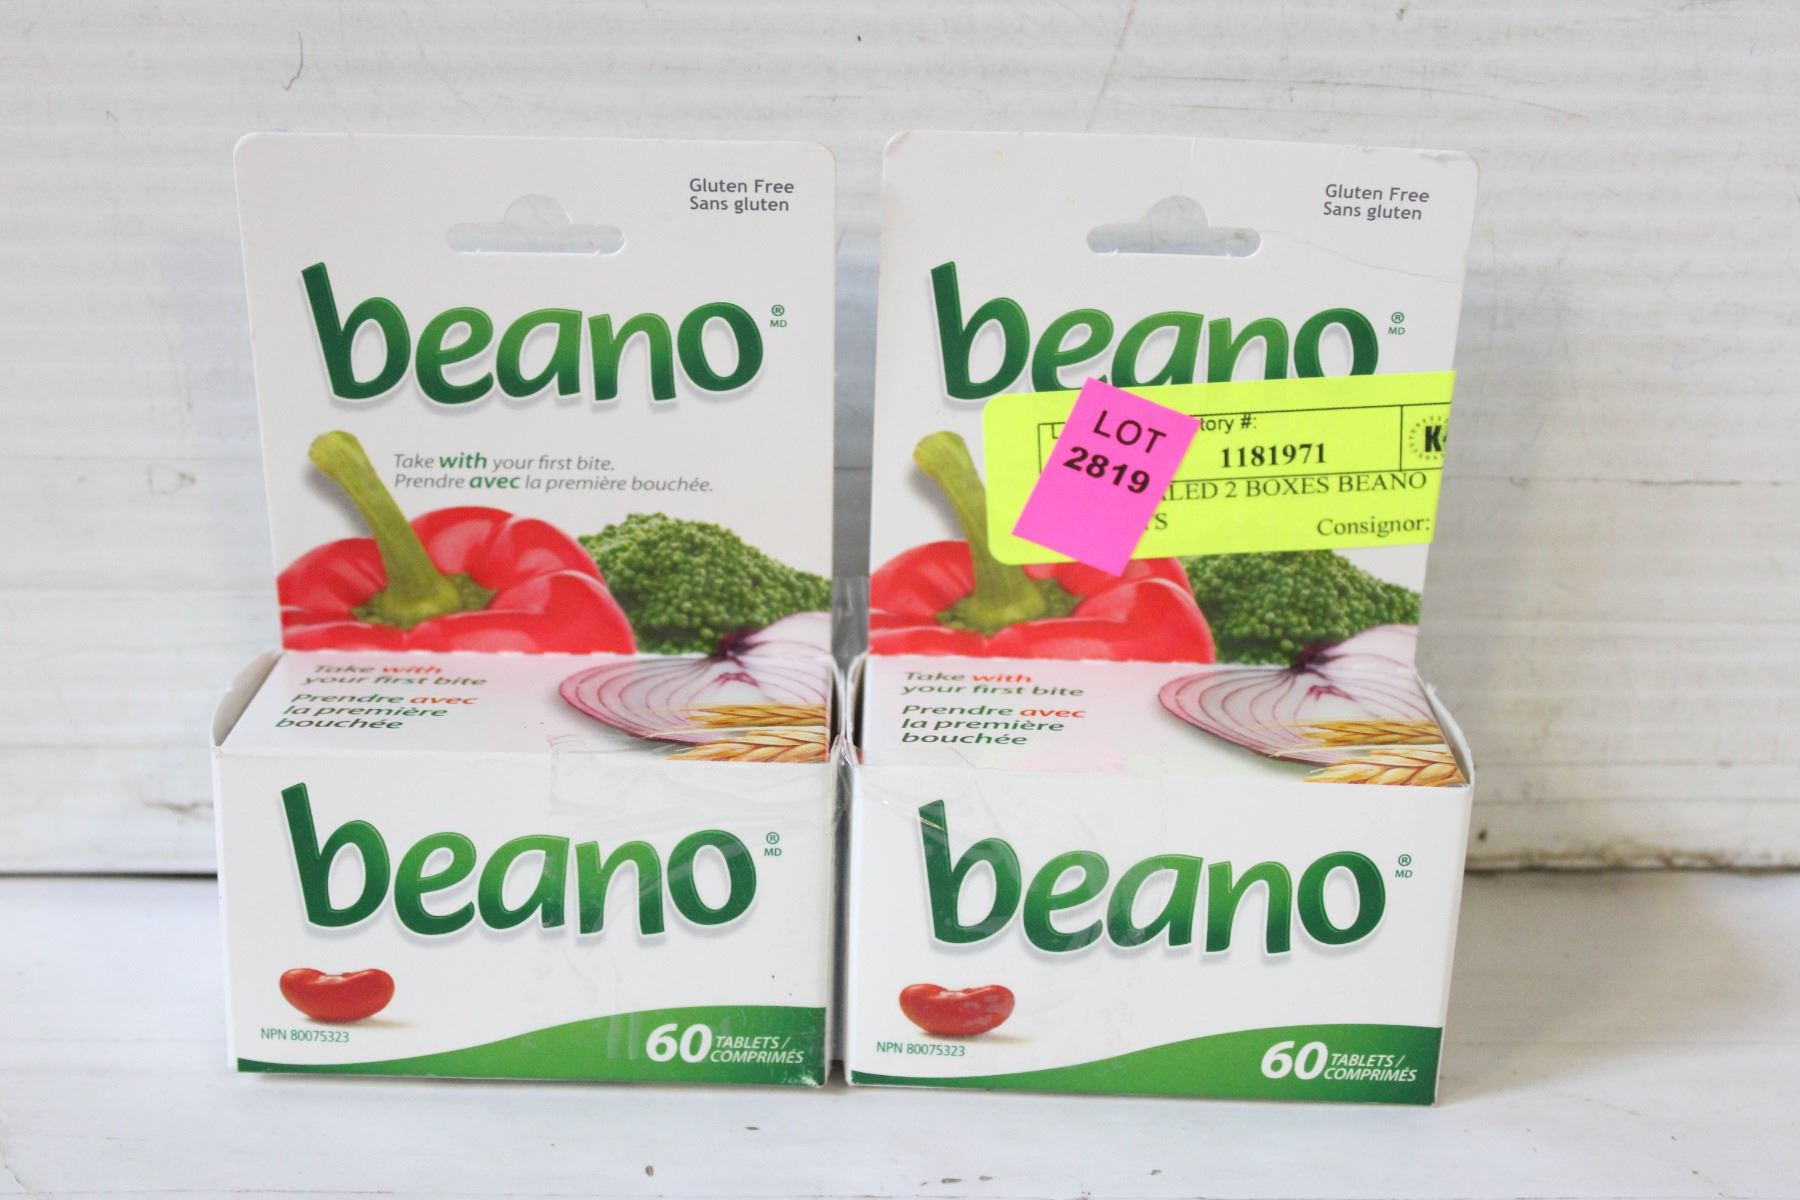 Gluten Free
Sans gluten
beano ®
MD
Take with your first bite.
Prendre avec la première bouchée.
Take with
your first bite
Prendre avec
la première
bouchée
beano ®
MD
NPN 80075323
60 TABLETS /
COMPRIMÉS
Gluten Free
Sans gluten
beano ®
MD
LOT
2819
tory #:
1181971
LED 2 BOXES BEANO
Consignor:
Take with
your first bite
Prendre avec
la première
bouchée
beano ®
MD
NPN 80075323
60 TABLETS /
COMPRIMÉS